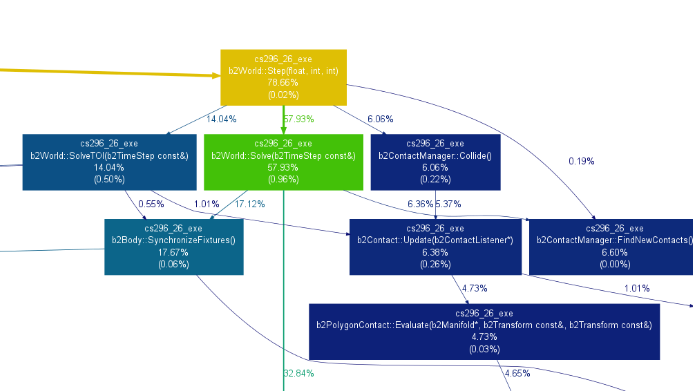 cs296_26_exe
b2World::Step(float, int, int)
78.66%
(0.02%)
14.04%
57.93%
6.06%
0.19%
cs296_26_exe
b2World::SolveTOI(b2TimeStep const&)
14.04%
(0.50%)
cs296_26_exe
b2World::Solve(b2TimeStep const&)
57.93%
(0.96%)
cs296_26_exe
b2ContactManager::Collide()
6.06%
(0.22%)
0.55%
1.01%
17.12%
6.36%
5.37%
cs296_26_exe
b2Body::SynchronizeFixtures()
17.67%
(0.06%)
cs296_26_exe
b2Contact::Update(b2ContactListener*)
6.36%
(0.26%)
cs296_26_exe
b2ContactManager::FindNewContacts()
6.60%
(0.00%)
4.73%
1.01%
cs296_26_exe
b2PolygonContact::Evaluate(b2Manifold*, b2Transform const&, b2Transform const&)
4.73%
(0.03%)
32.84%
4.65%